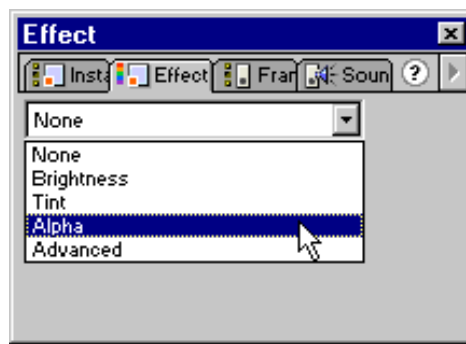 Effect
Insta Effect Fran Soun ?
None
None
Brightness
Tint
Alpha
Advanced